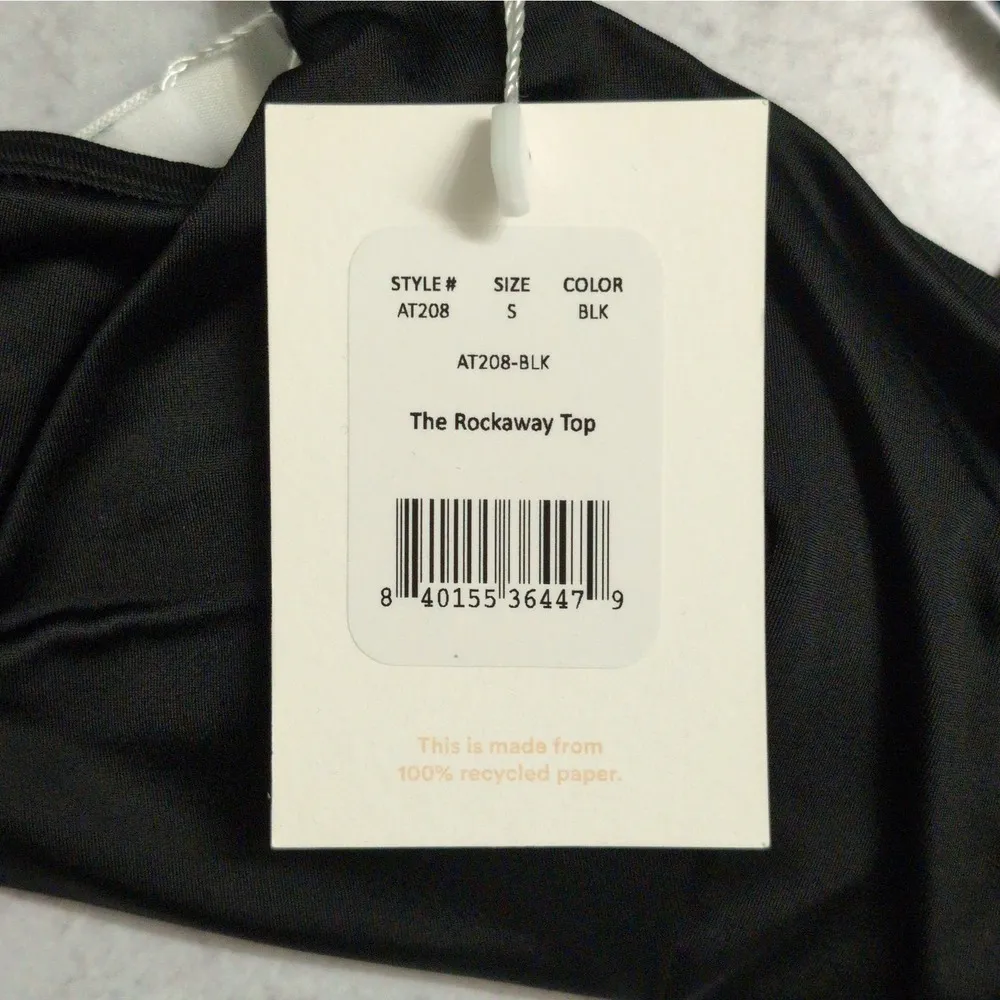 STYLE # SIZE COLOR
AT208 S BLK
AT208-BLK
The Rockaway Top
8 40155 36447 9
This is made from
100% recycled paper.